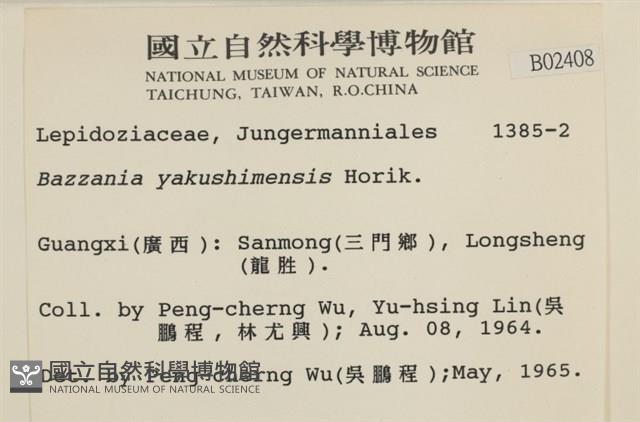 國立自然科學博物館
NATIONAL MUSEUM OF NATURAL SCIENCE
TAICHUNG, TAIWAN, R.O.CHINA
B02408
Lepidoziaceae, Jungermanniales 1385-2
Bazzania yakushimensis Horik.
Guangxi(廣西): Sanmong(三門鄉), Longsheng
(龍胜).
Coll. by Peng-cherng Wu, Yu-hsing Lin(吳
鵬程,林尤興); Aug. 08, 1964.
Det. by Peng-cherng Wu(吳鵬程);May, 1965.
國立自然科學博物館
NATIONAL MUSEUM OF NATURAL SCIENCE